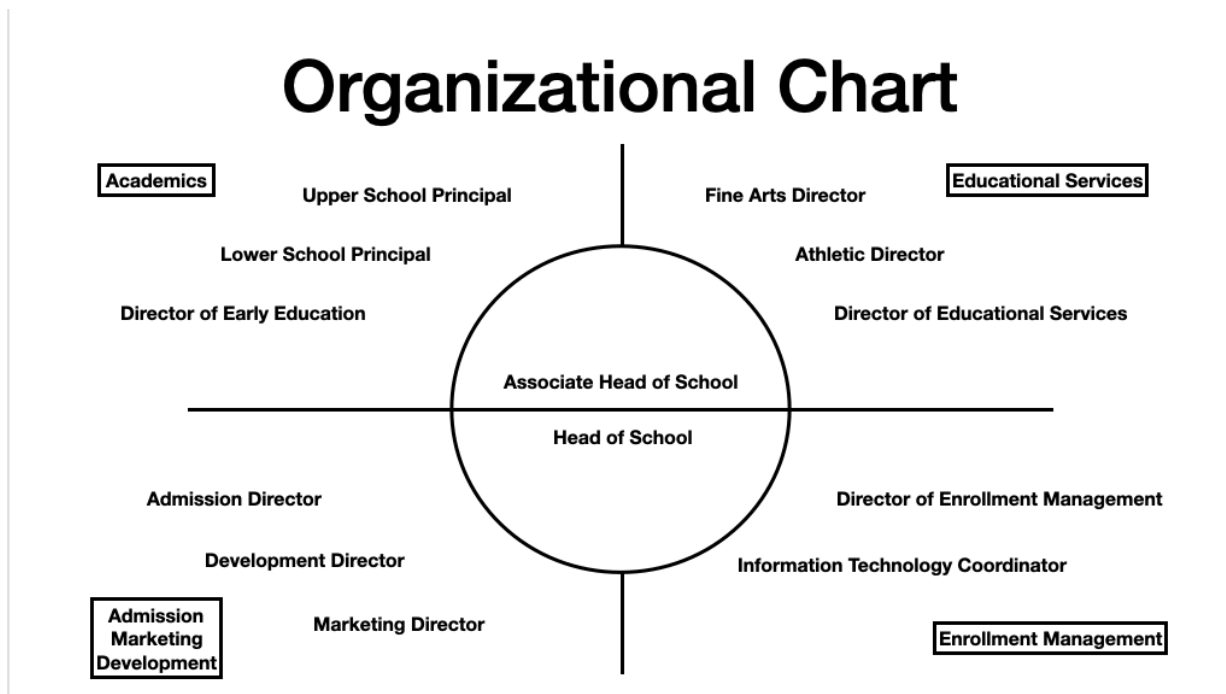 Organizational Chart
Academics
Upper School Principal
Lower School Principal
Director of Early Education
Fine Arts Director
Educational Services
Athletic Director
Director of Educational Services
Associate Head of School
Head of School
Admission Director
Development Director
Marketing Director
Admission
Marketing
Development
Director of Enrollment Management
Information Technology Coordinator
Enrollment Management